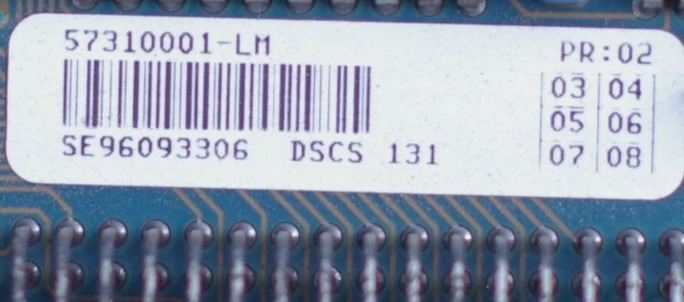 57310001-LM
PR:02
03 04
05 06
07 08
SE96093306 DSCS 131